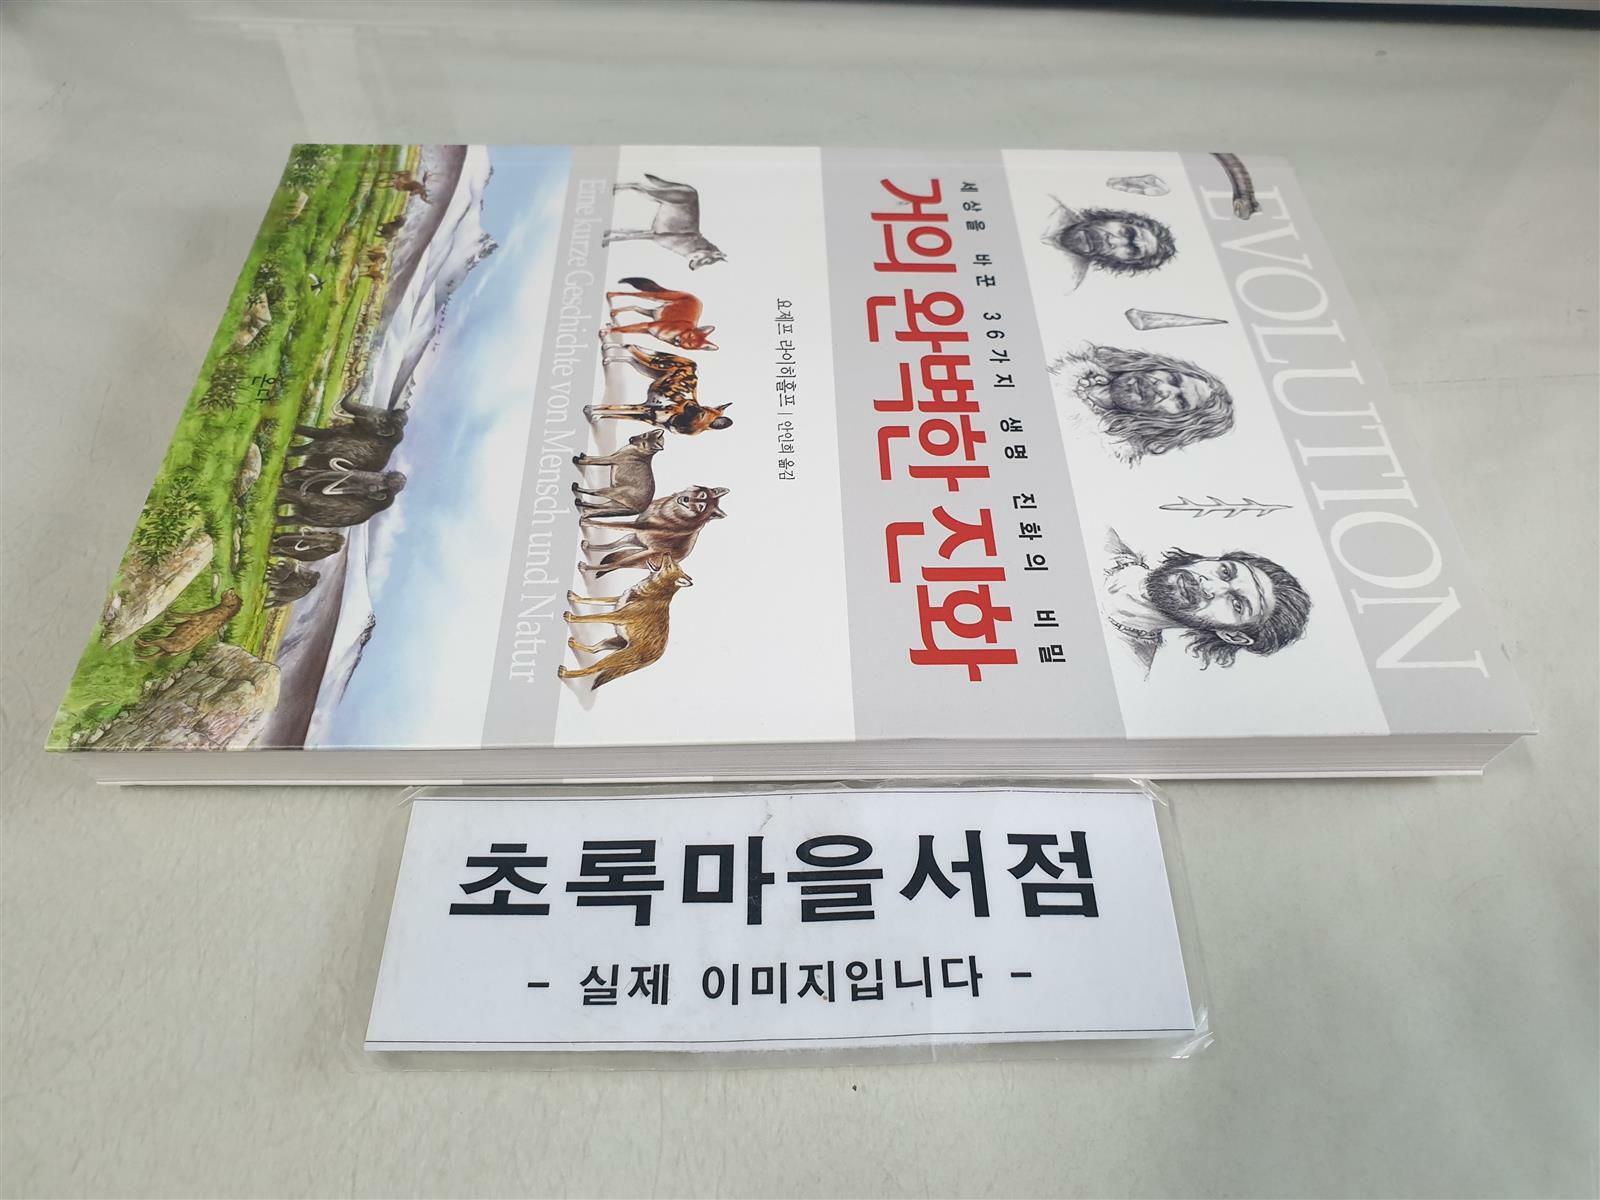 EVOLUTION
세상을 바꾼 36가지 생명 진화의 비밀
거의 완벽한 진화
요제프 라이히홀프 | 안인희 옮김
Eine kurze Geschichte von Mensch und Natur
온다
초록마을서점
- 실제 이미지입니다 -